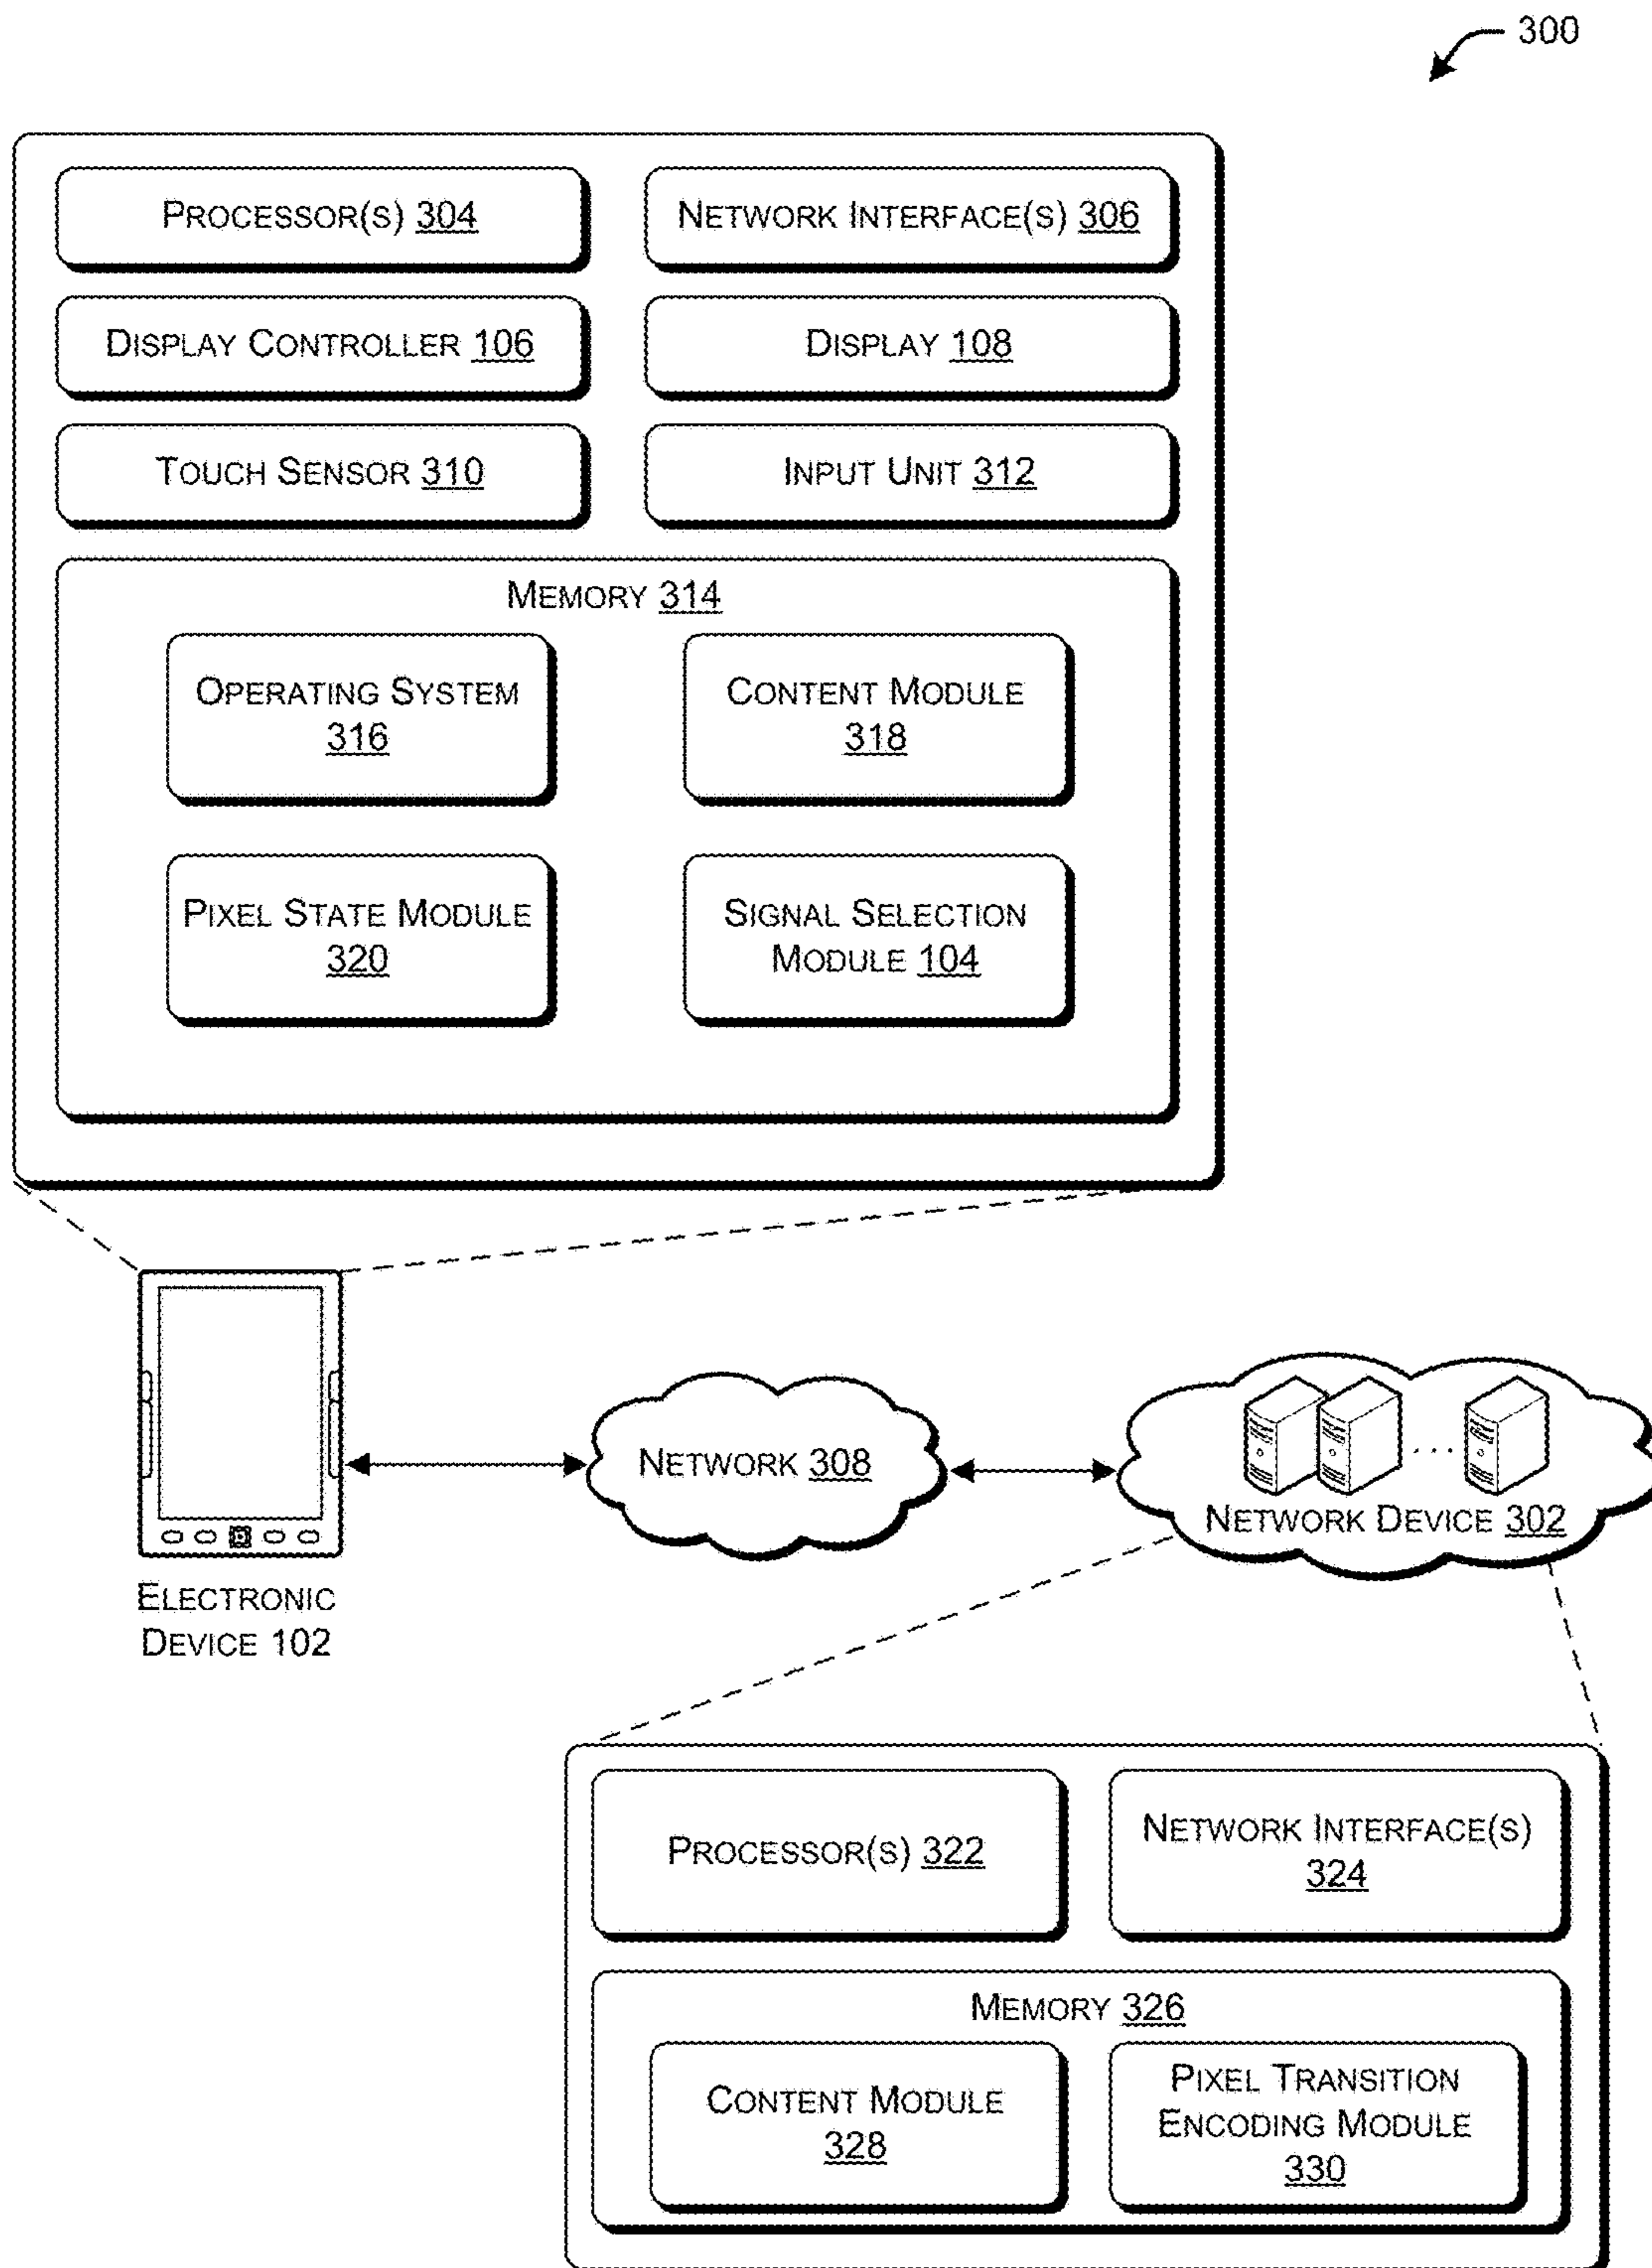 300
PROCESSOR(S) 304
NETWORK INTERFACE(S) 306
DISPLAY CONTROLLER 106
DISPLAY 108
TOUCH SENSOR 310
INPUT UNIT 312
MEMORY 314
OPERATING SYSTEM
316
CONTENT MODULE
318
PIXEL STATE MODULE
320
SIGNAL SELECTION
MODULE 104
NETWORK 308
NETWORK DEVICE 302
ELECTRONIC
DEVICE 102
PROCESSOR(S) 322
NETWORK INTERFACE(S)
324
MEMORY 326
CONTENT MODULE
328
PIXEL TRANSITION
ENCODING MODULE
330